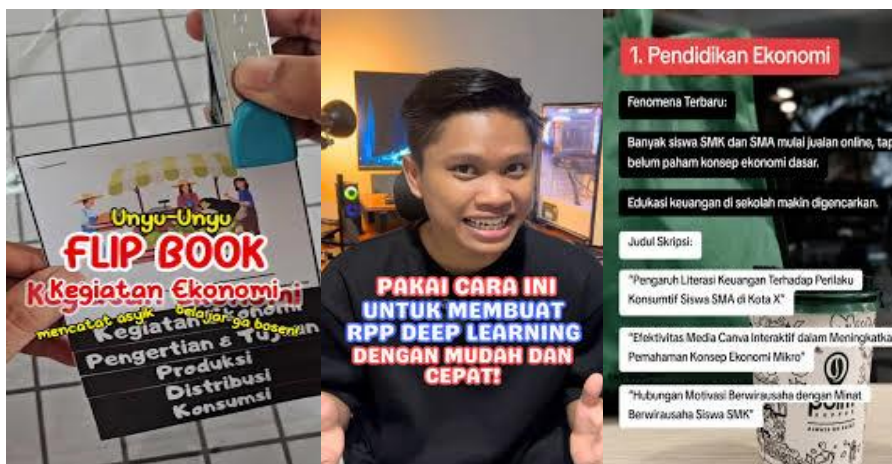 Unyu-Unyu
FLIP BOOK
Kegiatan Ekonomi
mencatat asyik
belajar ga bosen!
Kegiatan Ekonomi
Pengertian & Tujuan
Produksi
Distribusi
Konsumsi
PAKAI CARA INI
UNTUK MEMBUAT
RPP DEEP LEARNING
DENGAN MUDAH DAN
CEPAT!
1. Pendidikan Ekonomi
Fenomena Terbaru:
Banyak siswa SMK dan SMA mulai jualan online, tap
belum paham konsep ekonomi dasar.
Edukasi keuangan di sekolah makin digencarkan.
Judul Skripsi:
"Pengaruh Literasi Keuangan Terhadap Perilaku
Konsumtif Siswa SMA di Kota X"
"Efektivitas Media Canva Interaktif dalam Meningkatka
Pemahaman Konsep Ekonomi Mikro"
"Hubungan Motivasi Berwirausaha dengan Minat
Berwirausaha Siswa SMK"